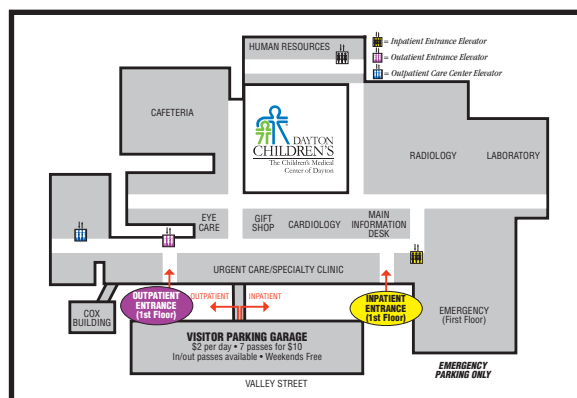 HUMAN RESOURCES
= Inpatient Entrance Elevator
= Outatient Entrance Elevator
= Outpatient Care Center Elevator
CAFETERIA
DAYTON
CHILDREN'S
The Children's Medical
Center of Dayton
RADIOLOGY
LABORATORY
EYE
CARE
GIFT
SHOP
CARDIOLOGY
MAIN
INFORMATION
DESK
URGENT CARE/SPECIALTY CLINIC
OUTPATIENT
ENTRANCE
(1st Floor)
OUTPATIENT
INPATIENT
INPATIENT
ENTRANCE
(1st Floor)
COX
BUILDING
EMERGENCY
(First Floor)
VISITOR PARKING GARAGE
$2 per day • 7 passes for $10
In/out passes available • Weekends Free
EMERGENCY
PARKING ONLY
VALLEY STREET